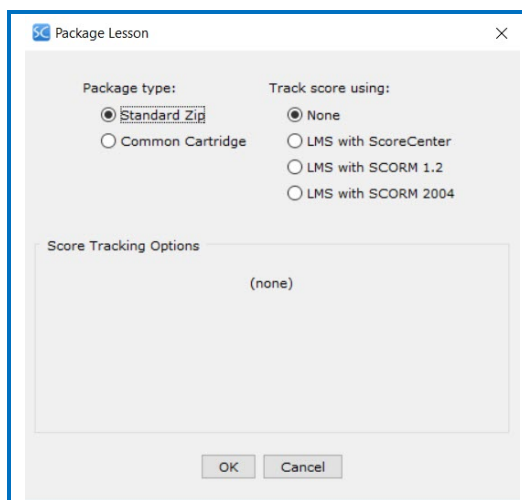 SC Package Lesson
Package type:
Standard Zip
Common Cartridge
Track score using:
None
LMS with ScoreCenter
LMS with SCORM 1.2
LMS with SCORM 2004
Score Tracking Options
(none)
OK Cancel